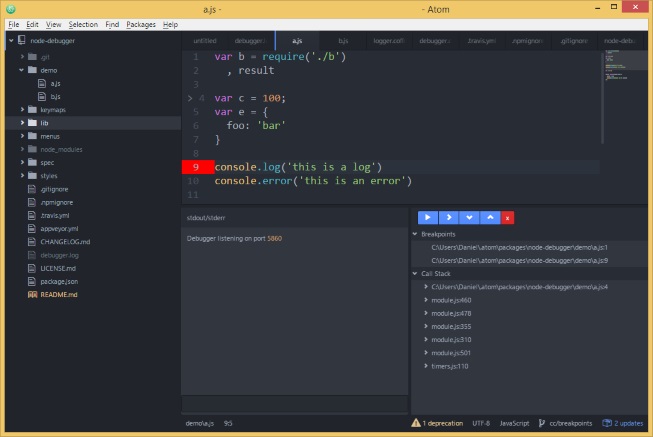 a.js - - Atom
File Edit View Selection Find Packages Help
node-debugger
.git
demo
a.js
b.js
keymaps
lib
menus
node_modules
spec
styles
.gitignore
.npmignore
.travis.yml
appveyor.yml
CHANGELOG.md
debugger.log
LICENSE.md
package.json
README.md
untitled debugger. a.js b.js logger.coff debugger. .travis.yml .npmignor .gitignore node-deb
1 var b = require('./b')
2 , result
4 var c = 100;
5 var e = {
6 foo: 'bar'
7 }
8
9 console.log('this is a log')
10 console.error('this is an error')
11
stdout/stderr
Debugger listening on port 5860
x
Breakpoints
C:\Users\Daniel\.atom\packages\node-debugger\demo\a.js:1
C:\Users\Daniel\.atom\packages\node-debugger\demo\a.js:9
Call Stack
C:\Users\Daniel\.atom\packages\node-debugger\demo\a.js:4
module.js:460
module.js:478
module.js:355
module.js:310
module.js:501
timers.js:110
demo\a.js 9:5
1 deprecation UTF-8 JavaScript cc/breakpoints 2 updates